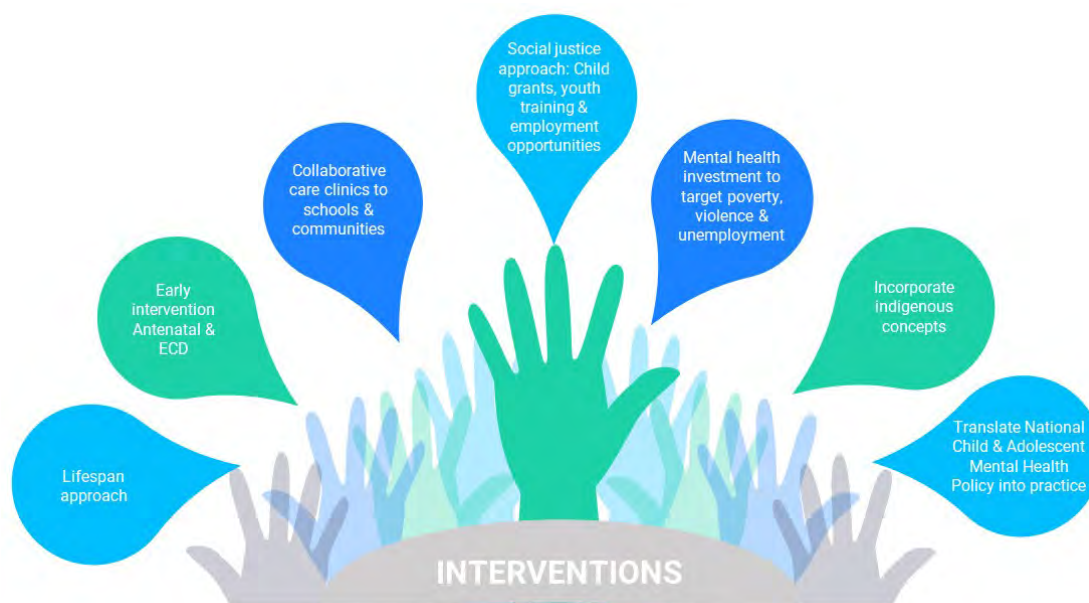 Lifespan
approach
Early
intervention
Antenatal &
ECD
Collaborative
care clinics to
schools &
communities
Social justice
approach: Child
grants, youth
training &
employment
opportunities
Mental health
investment to
target poverty,
violence &
unemployment
Incorporate
indigenous
concepts
Translate National
Child & Adolescent
Mental Health
Policy into practice
INTERVENTIONS